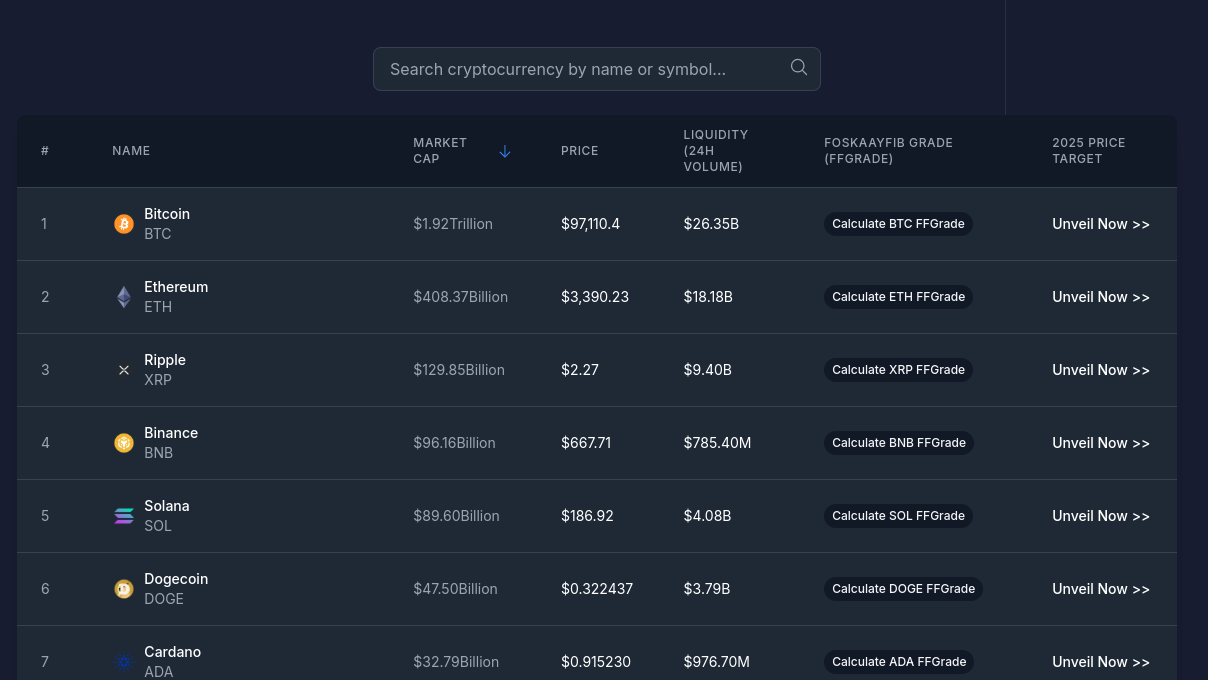 Search cryptocurrency by name or symbol...
# NAME MARKET CAP PRICE LIQUIDITY (24H VOLUME) FOSKAAYFIB GRADE (FFGRADE) 2025 PRICE TARGET
1 Bitcoin BTC $1.92Trillion $97,110.4 $26.35B Calculate BTC FFGrade Unveil Now >>
2 Ethereum ETH $408.37Billion $3,390.23 $18.18B Calculate ETH FFGrade Unveil Now >>
3 Ripple XRP $129.85Billion $2.27 $9.40B Calculate XRP FFGrade Unveil Now >>
4 Binance BNB $96.16Billion $667.71 $785.40M Calculate BNB FFGrade Unveil Now >>
5 Solana SOL $89.60Billion $186.92 $4.08B Calculate SOL FFGrade Unveil Now >>
6 Dogecoin DOGE $47.50Billion $0.322437 $3.79B Calculate DOGE FFGrade Unveil Now >>
7 Cardano ADA $32.79Billion $0.915230 $976.70M Calculate ADA FFGrade Unveil Now >>